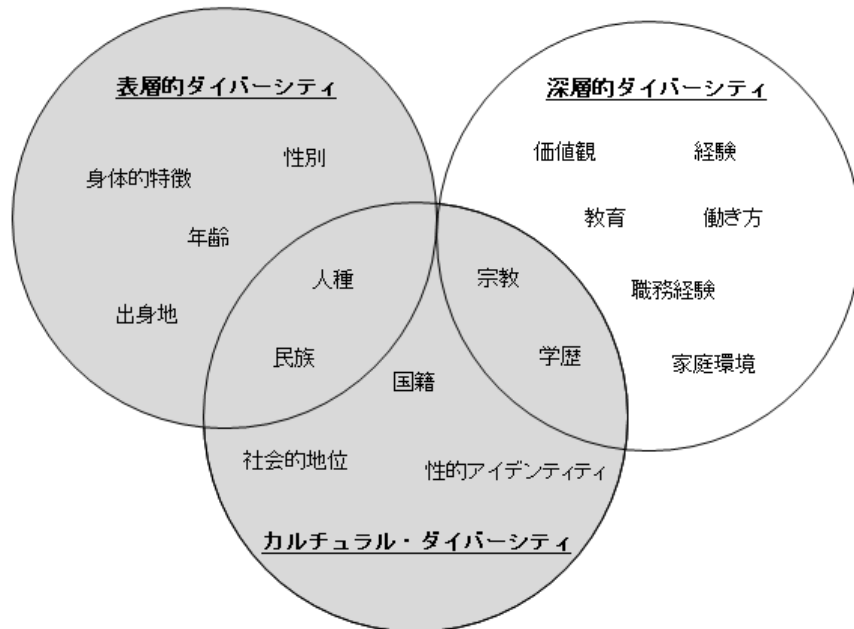 表層的ダイバーシティ
性別
身体的特徴
年齢
出身地
人種
民族
深層的ダイバーシティ
価値観
経験
教育
働き方
職務経験
家庭環境
宗教
学歴
国籍
社会的地位
性的アイデンティティ
カルチュラル・ダイバーシティ